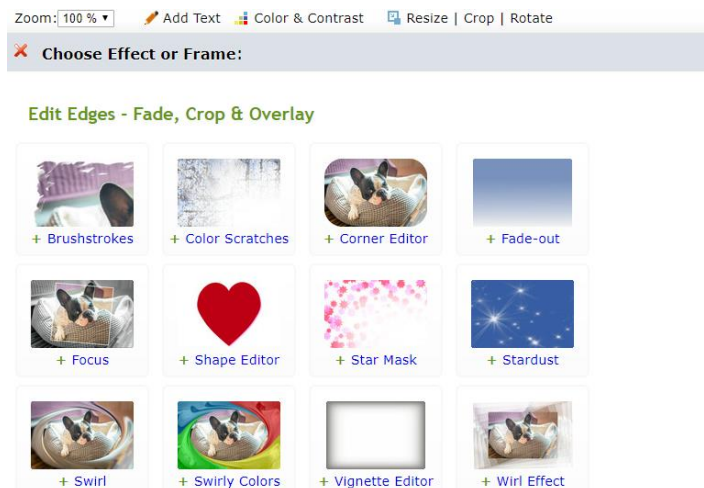 Zoom: 100 % ▾ Add Text Color & Contrast Resize | Crop | Rotate
Choose Effect or Frame:
Edit Edges - Fade, Crop & Overlay
+ Brushstrokes + Color Scratches + Corner Editor + Fade-out
+ Focus + Shape Editor + Star Mask + Stardust
+ Swirl + Swirly Colors + Vignette Editor + Wirl Effect